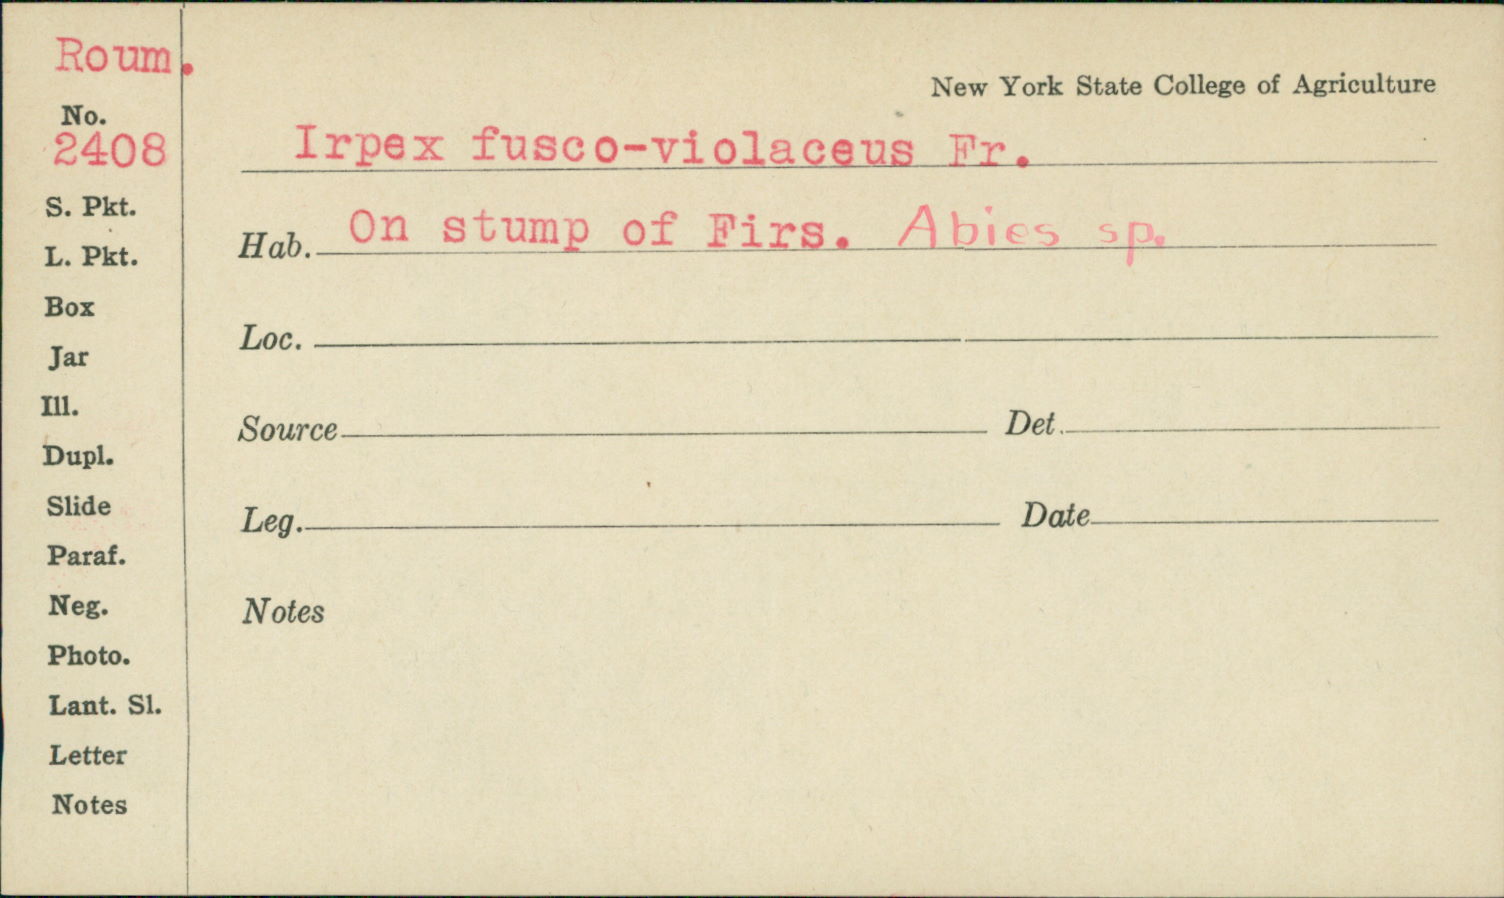 Roum.
New York State College of Agriculture
No.
2408
Irpex fusco-violaceus Fr.
S. Pkt.
Hab. On stump of Firs. Abies sp.
L. Pkt.
Box
Loc.
Jar
Ill.
Source Det.
Dupl.
Slide
Leg. Date
Paraf.
Neg.
Notes
Photo.
Lant. Sl.
Letter
Notes